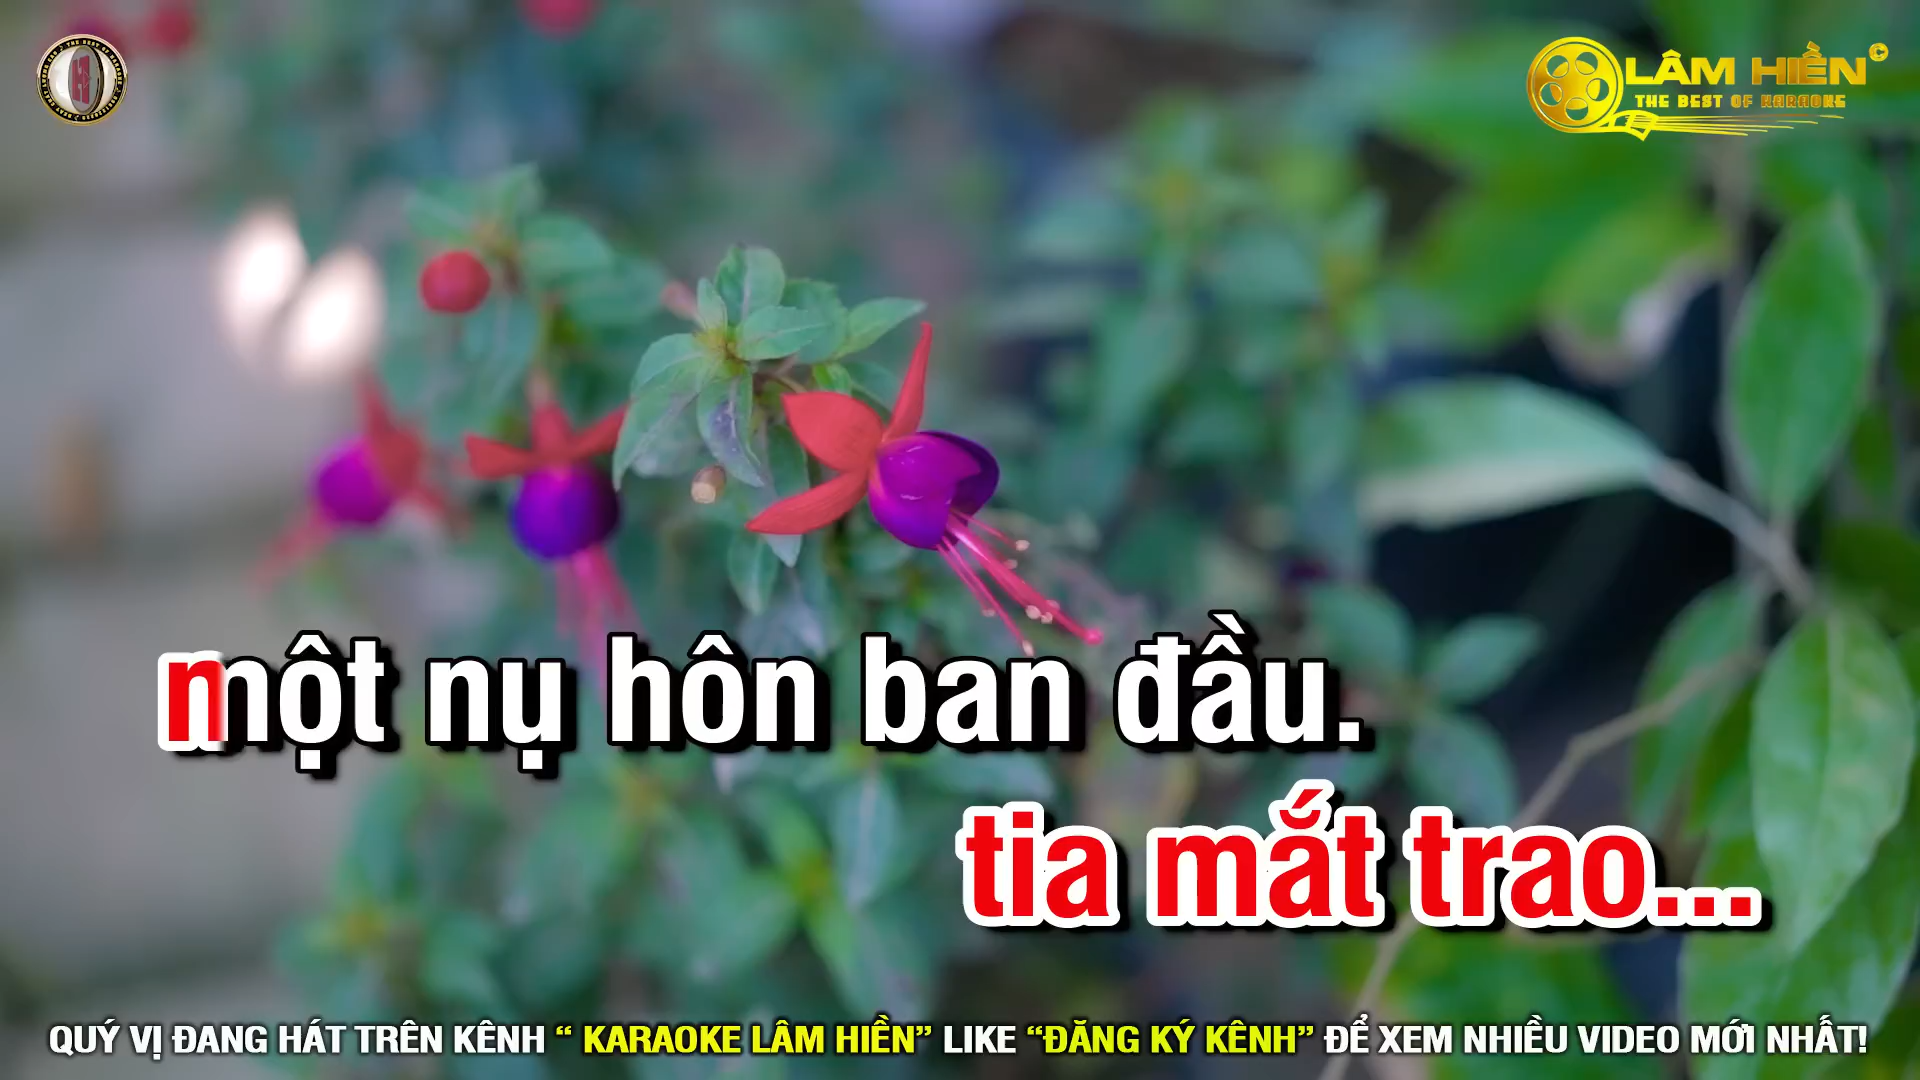 LÂM HIỀN
THE BEST OF KARAOKE
một nụ hôn ban đầu.
tia mắt trao...
QUÝ VỊ ĐANG HÁT TRÊN KÊNH “ KARAOKE LÂM HIỀN” LIKE “ĐĂNG KÝ KÊNH” ĐỂ XEM NHIỀU VIDEO MỚI NHẤT!